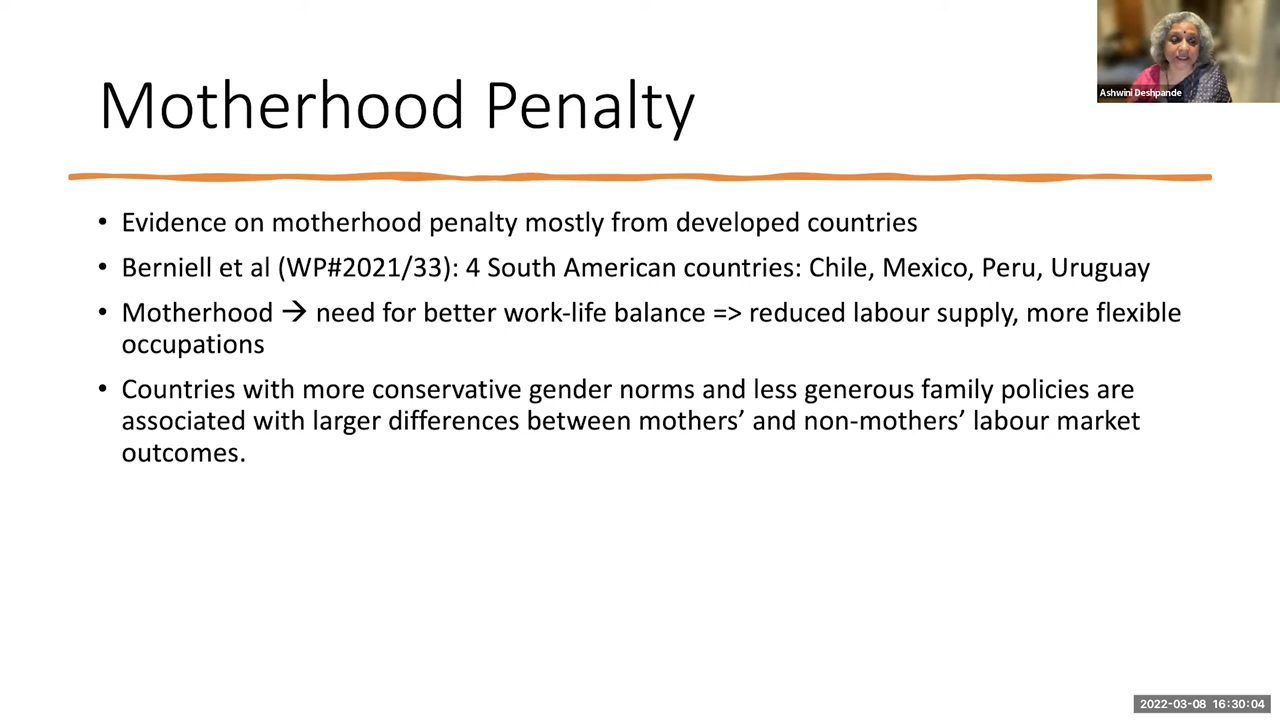 Ashwini Deshpande
Motherhood Penalty
• Evidence on motherhood penalty mostly from developed countries
• Berniell et al (WP#2021/33): 4 South American countries: Chile, Mexico, Peru, Uruguay
• Motherhood → need for better work-life balance => reduced labour supply, more flexible
occupations
• Countries with more conservative gender norms and less generous family policies are
associated with larger differences between mothers’ and non-mothers’ labour market
outcomes.
2022-03-08 16:30:04